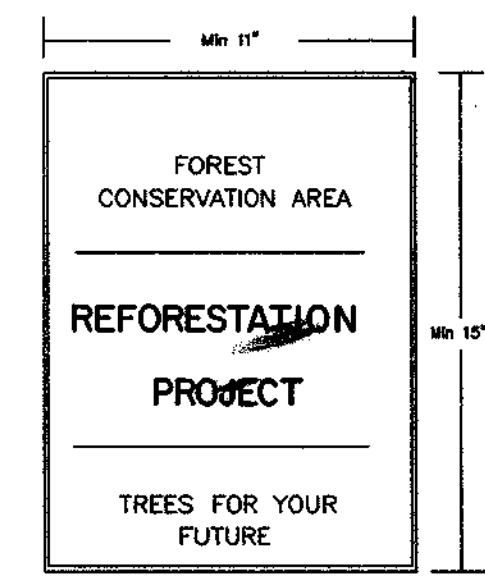 Min 11"
FOREST
CONSERVATION AREA
REFORESTATION
Min 15"
PROJECT
TREES FOR YOUR
FUTURE